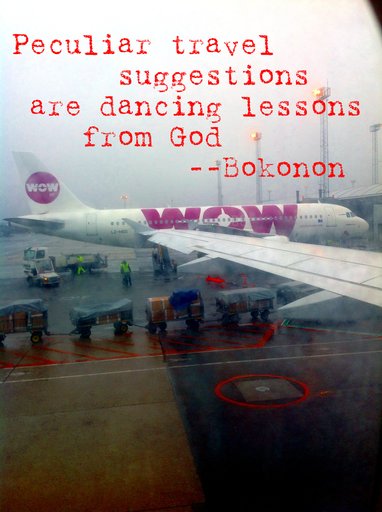 Peculiar travel
suggestions
are dancing lessons
from God
--Bokonon
WOW
WOW